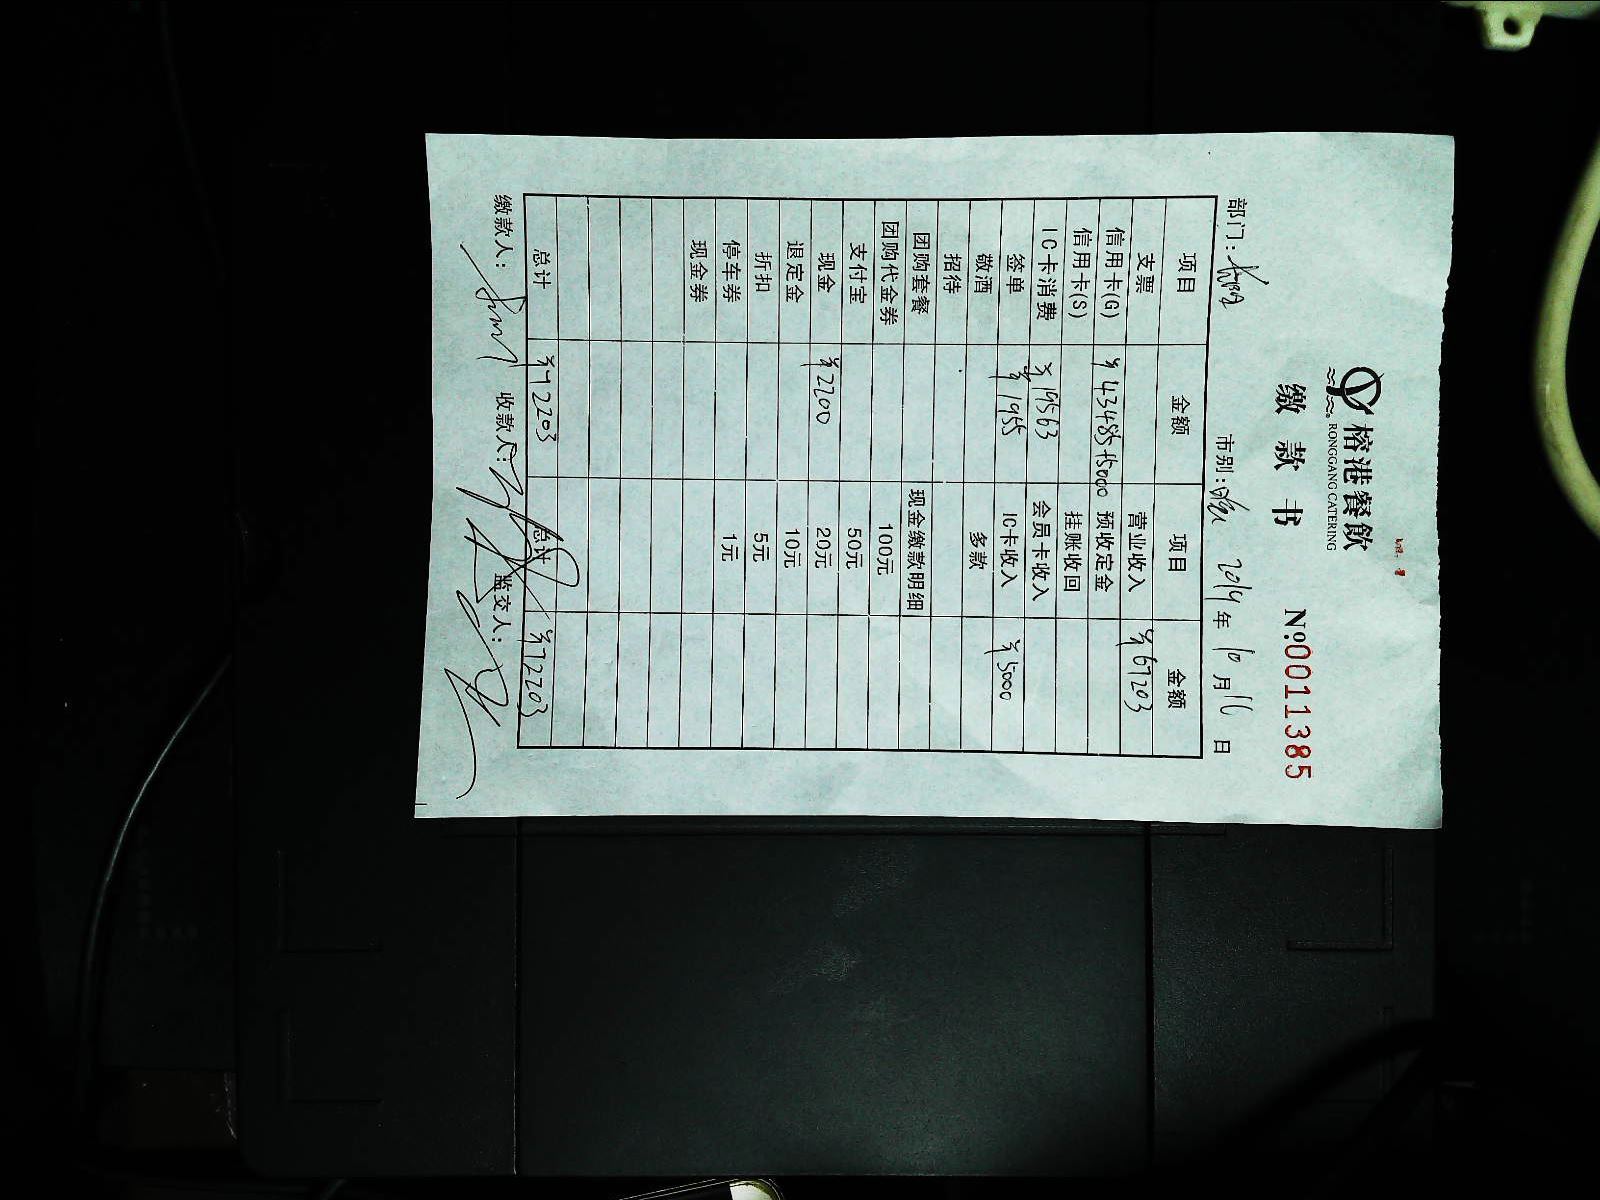 榕港餐飲
RONGGANG CATERING
缴 款 书
№00011385
部门: 市别: 2014年10月16日
项目 金额 项目 金额
支票 营业收入 ¥67203
信用卡(G) ¥43485+5000 预收定金
信用卡(S) 挂账收回
IC卡消费 ¥19563 会员卡收入
签单 ¥1955 IC卡收入 ¥5000
敬酒 多款
招待
团购套餐 现金缴款明细
团购代金券 100元
支付宝 50元
现金 ¥2200 20元
退定金 10元
折扣 5元
停车券 1元
现金券
总计 ¥72203 总计 ¥72203
缴款人: 收款人: 监交人: